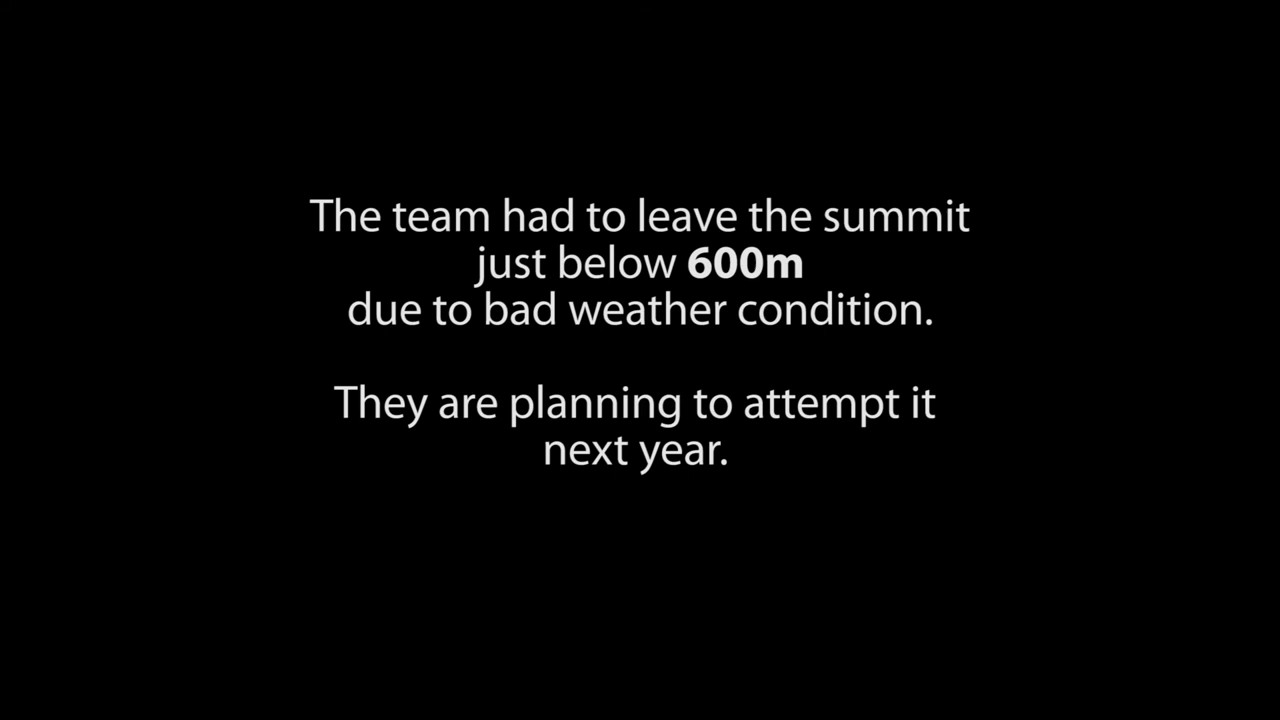 The team had to leave the summit
just below 600m
due to bad weather condition.
They are planning to attempt it
next year.